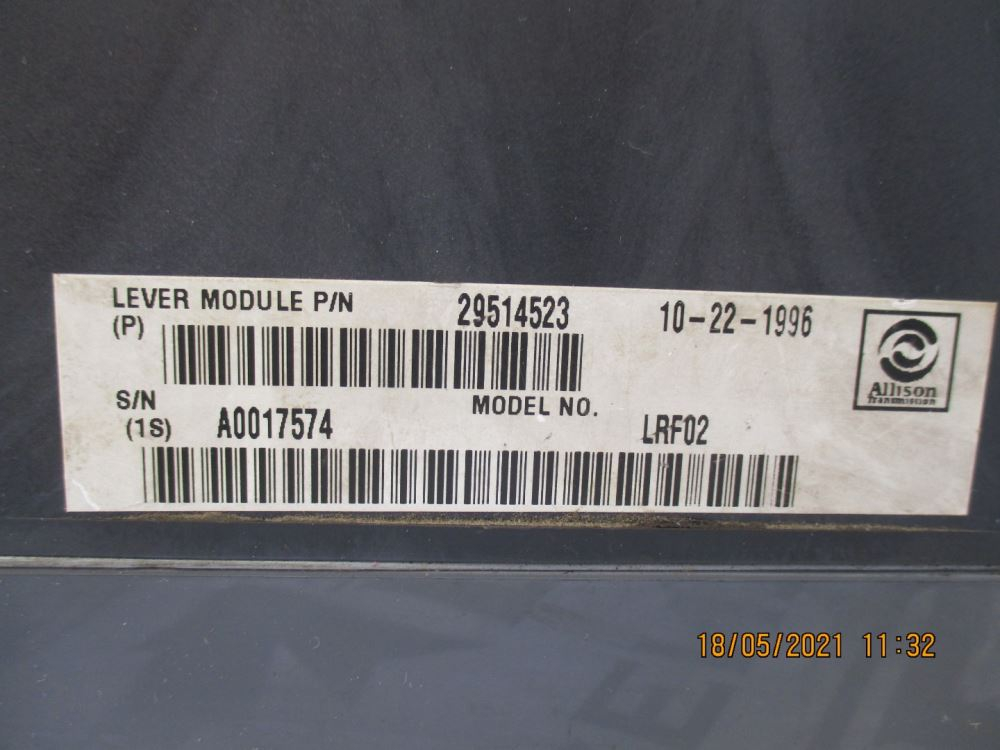 LEVER MODULE P/N 29514523 10-22-1996
(P)
S/N MODEL NO.
(1S) A0017574 LRF02
Allison
Transmission
18/05/2021 11:32